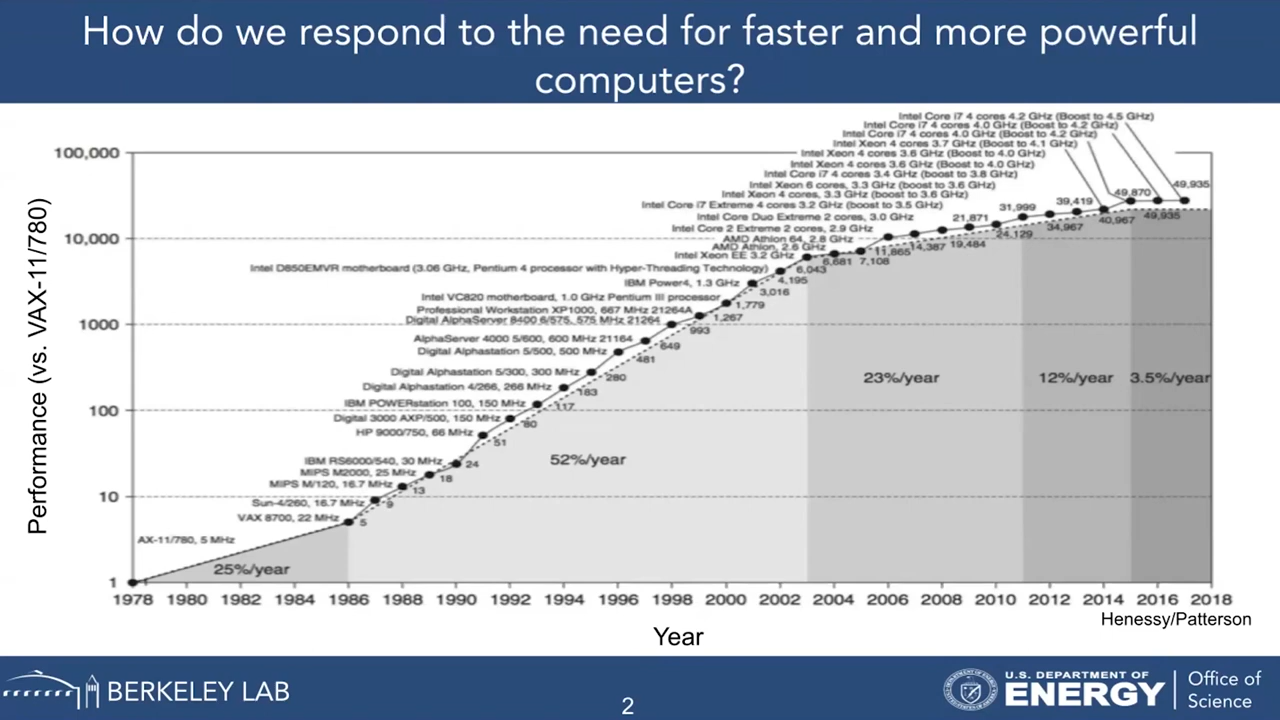 How do we respond to the need for faster and more powerful
computers?
Intel Core i7 4 cores 4.2 GHz (Boost to 4.5 GHz)
Intel Core i7 4 cores 4.0 GHz (Boost to 4.2 GHz)
Intel Core i7 4 cores 4.0 GHz (Boost to 4.2 GHz)
Intel Xeon 4 cores 3.7 GHz (Boost to 4.1 GHz)
Intel Xeon 4 cores 3.6 GHz (Boost to 4.0 GHz)
Intel Xeon 4 cores 3.6 GHz (Boost to 4.0 GHz)
Intel Core i7 4 cores 3.4 GHz (boost to 3.8 GHz)
Intel Xeon 6 cores, 3.3 GHz (boost to 3.6 GHz)
Intel Xeon 4 cores, 3.3 GHz (boost to 3.6 GHz)
Intel Core i7 Extreme 4 cores 3.2 GHz (boost to 3.5 GHz)
Intel Core Duo Extreme 2 cores, 3.0 GHz
Intel Core 2 Extreme 2 cores, 2.9 GHz
AMD Athlon 64, 2.8 GHz
AMD Athlon, 2.6 GHz
Intel Xeon EE 3.2 GHz
Intel D850EMVR motherboard (3.06 GHz, Pentium 4 processor with Hyper-Threading Technology)
IBM Power4, 1.3 GHz
Intel VC820 motherboard, 1.0 GHz Pentium III processor
Professional Workstation XP1000, 667 MHz 21264A
Digital AlphaServer 8400 6/575, 575 MHz 21264
AlphaServer 4000 5/600, 600 MHz 21164
Digital Alphastation 5/500, 500 MHz
Digital Alphastation 5/300, 300 MHz
Digital Alphastation 4/266, 266 MHz
IBM POWERstation 100, 150 MHz
Digital 3000 AXP/500, 150 MHz
HP 9000/750, 66 MHz
IBM RS6000/540, 30 MHz
MIPS M2000, 25 MHz
MIPS M/120, 16.7 MHz
Sun-4/260, 16.7 MHz
VAX 8700, 22 MHz
AX-11/780, 5 MHz
5
9
13
18
24
51
80
117
183
280
481
649
993
1,267
1,779
3,016
4,195
6,043
6,681
7,108
11,865
14,387
19,484
21,871
24,129
31,999
34,967
39,419
40,967
49,870
49,935
49,935
25%/year
52%/year
23%/year
12%/year
3.5%/year
Performance (vs. VAX-11/780)
100,000
10,000
1000
100
10
1
1978 1980 1982 1984 1986 1988 1990 1992 1994 1996 1998 2000 2002 2004 2006 2008 2010 2012 2014 2016 2018
Henessy/Patterson
Year
BERKELEY LAB
2
U.S. DEPARTMENT OF
ENERGY
Office of
Science